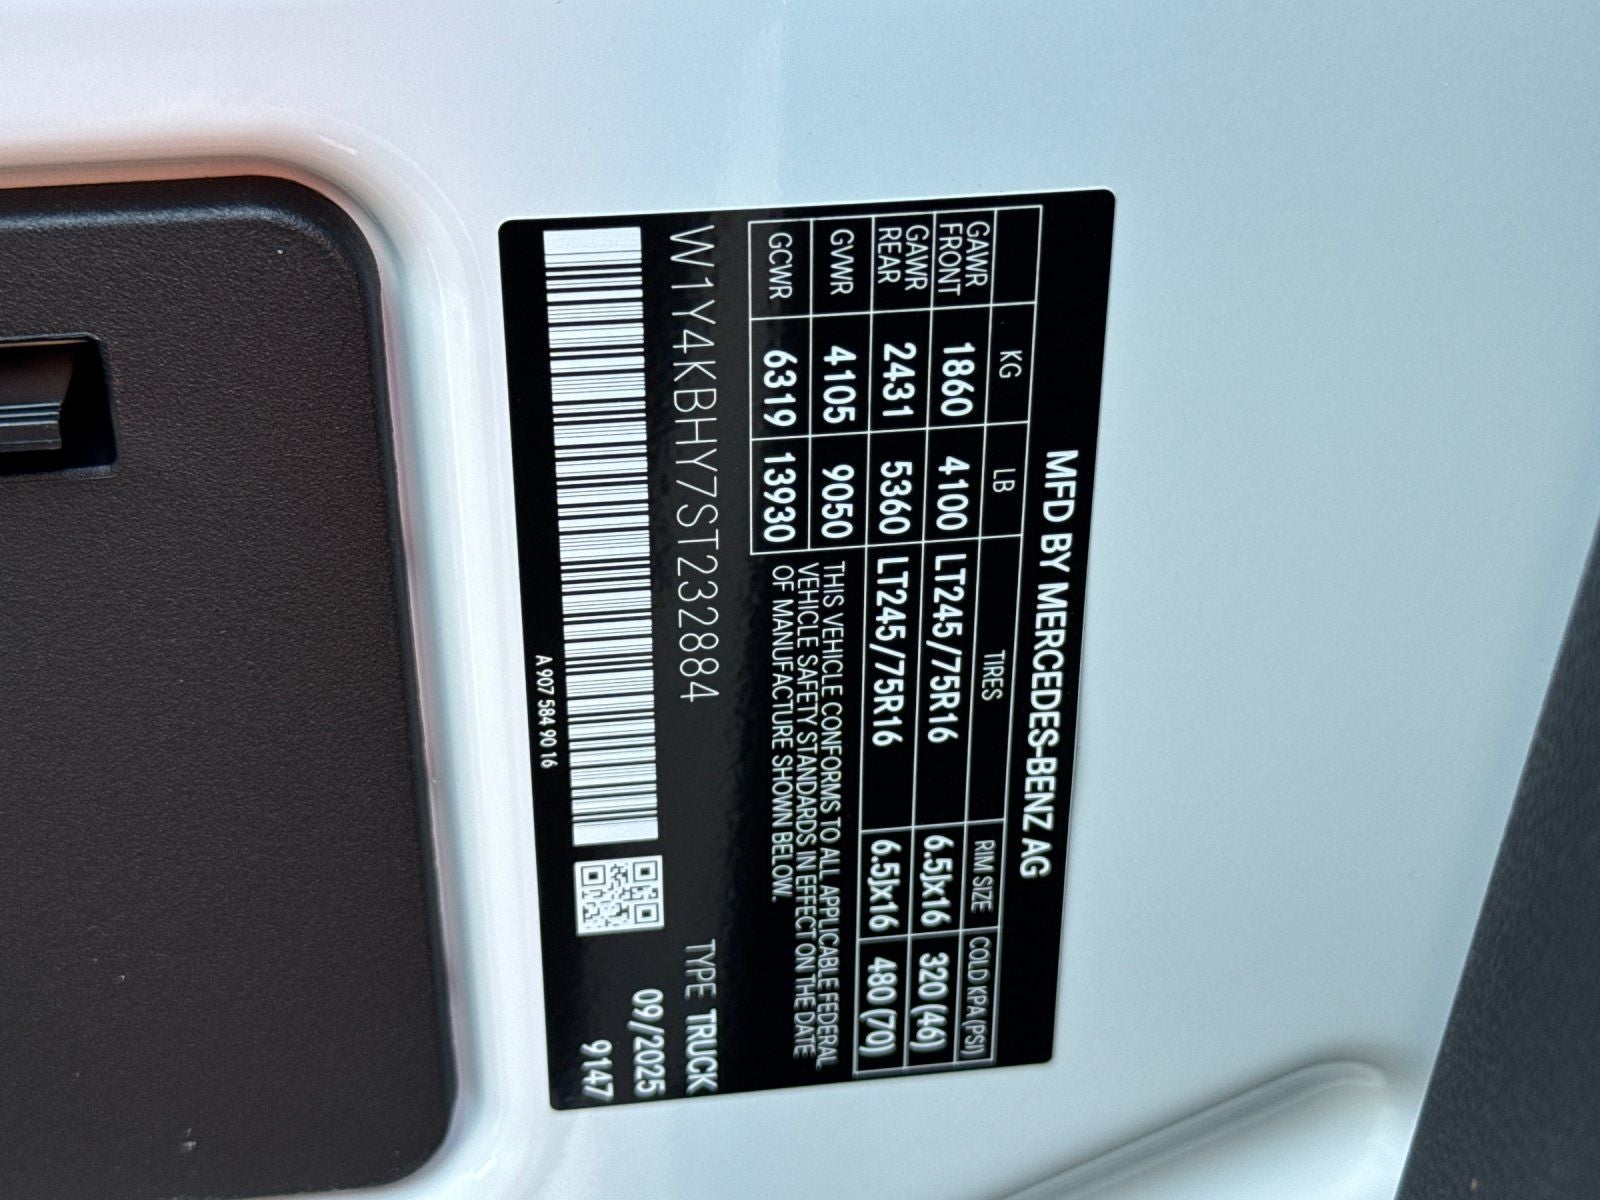 MFD BY MERCEDES-BENZ AG
KG LB TIRES RIM SIZE COLD KPA (PSI)
GAWR FRONT 1860 4100 LT245/75R16 6.5Jx16 320 (46)
GAWR REAR 2431 5360 LT245/75R16 6.5Jx16 480 (70)
GVWR 4105 9050
GCWR 6319 13930
THIS VEHICLE CONFORMS TO ALL APPLICABLE FEDERAL
VEHICLE SAFETY STANDARDS IN EFFECT ON THE DATE
OF MANUFACTURE SHOWN BELOW.
W1Y4KBHY7ST232884
TYPE TRUCK
09/2025
9147
A 907 584 90 16